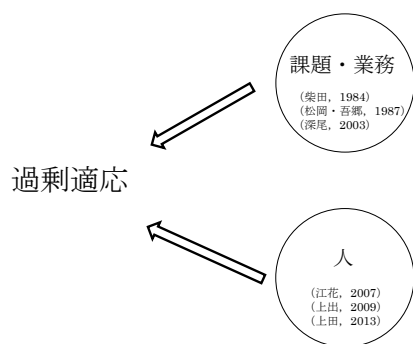 課題・業務
（柴田，1984）
（松岡・吾郷，1987）
（深尾，2003）
過剰適応
人
（江花，2007）
（上出，2009）
（上田，2013）